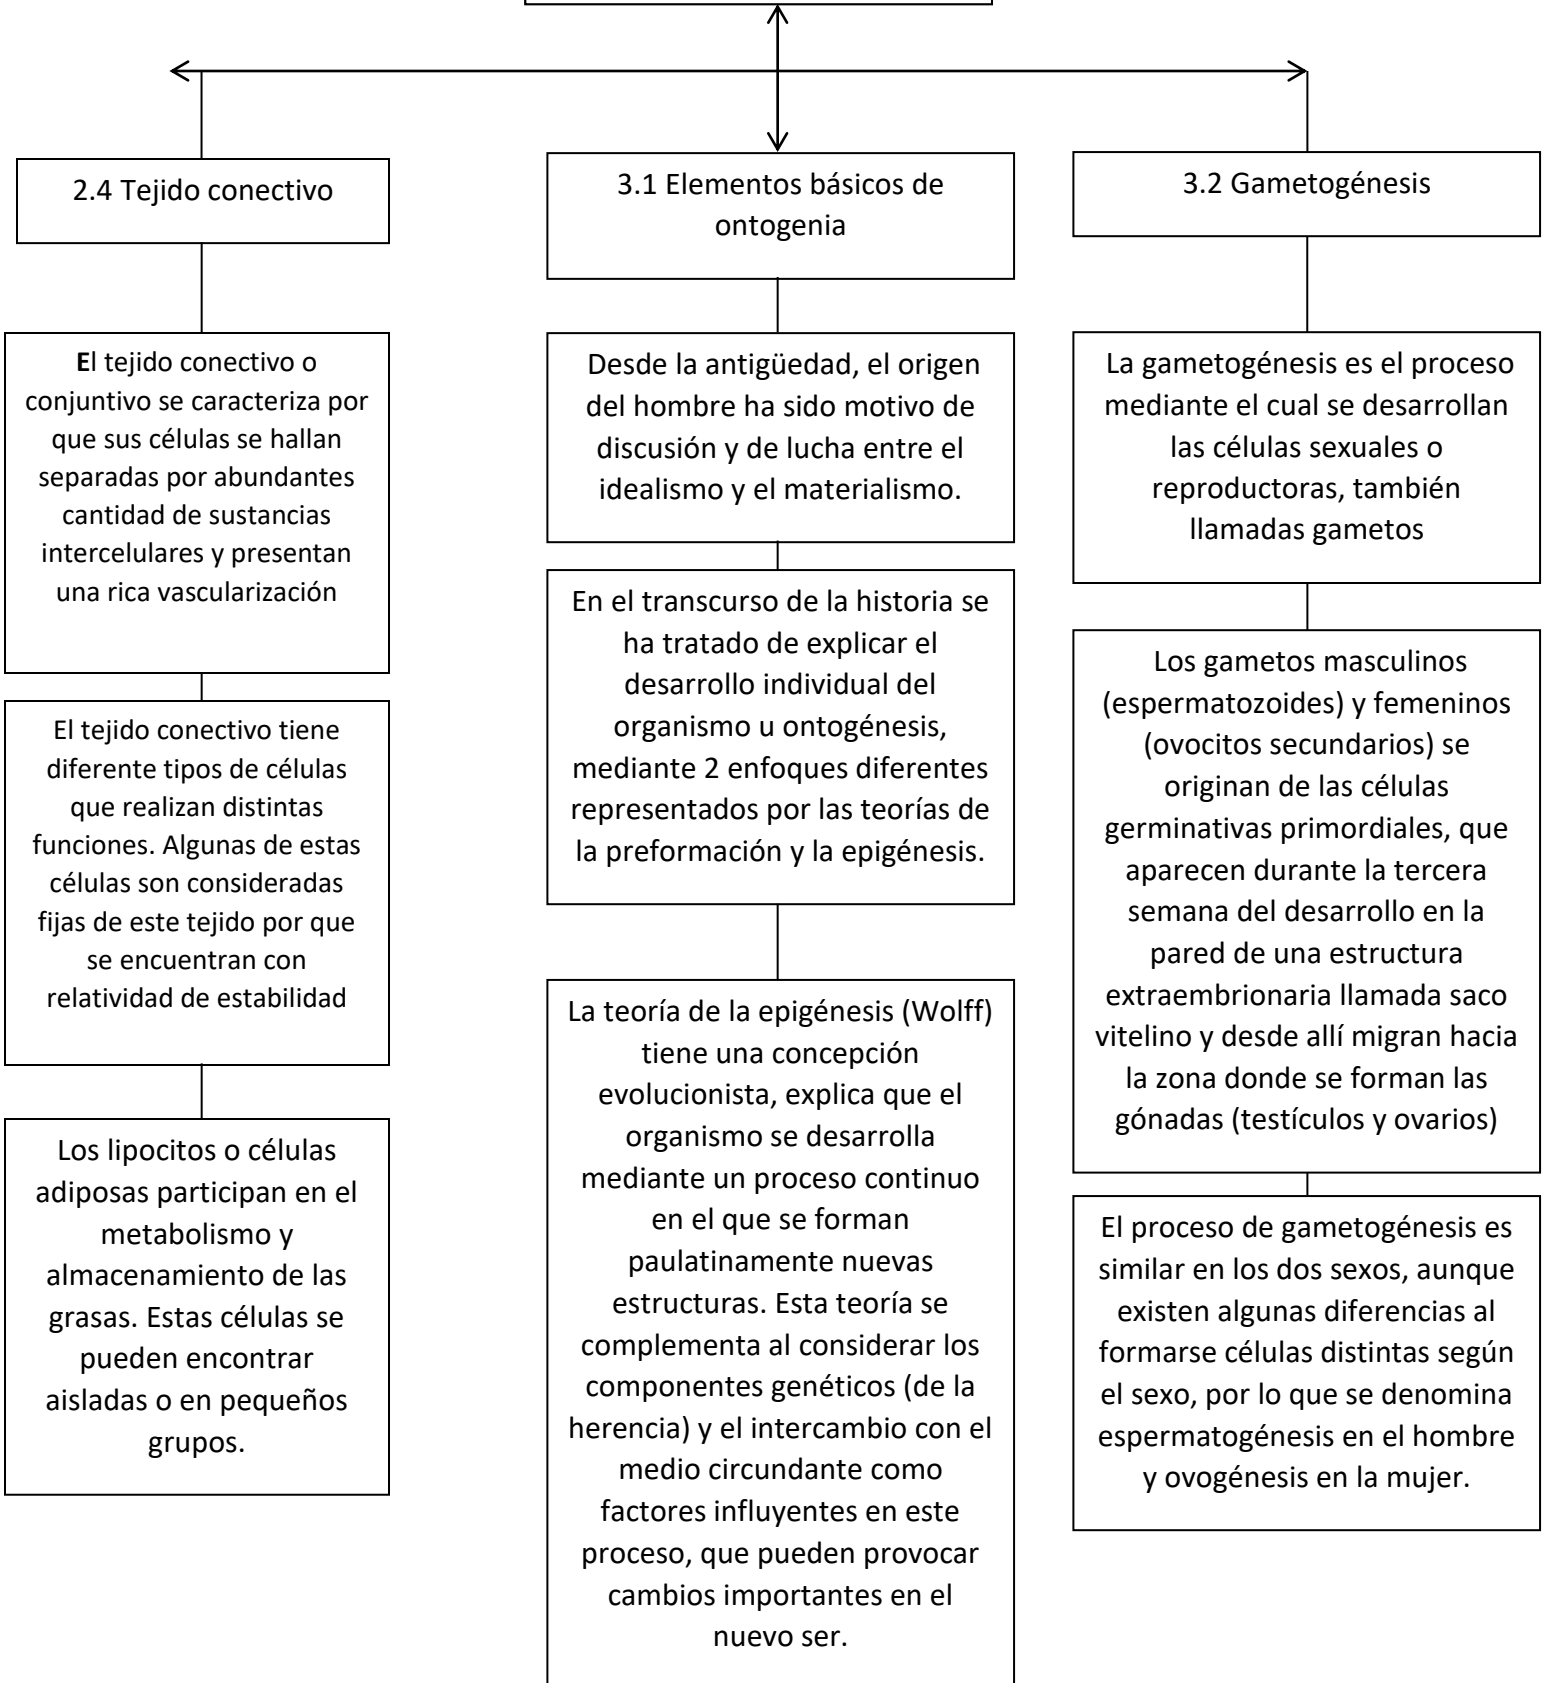 2.4 Tejido conectivo
El tejido conectivo o
conjuntivo se caracteriza por
que sus células se hallan
separadas por abundantes
cantidad de sustancias
intercelulares y presentan
una rica vascularización
El tejido conectivo tiene
diferente tipos de células
que realizan distintas
funciones. Algunas de estas
células son consideradas
fijas de este tejido por que
se encuentran con
relatividad de estabilidad
Los lipocitos o células
adiposas participan en el
metabolismo y
almacenamiento de las
grasas. Estas células se
pueden encontrar
aisladas o en pequeños
grupos.
3.1 Elementos básicos de
ontogenia
Desde la antigüedad, el origen
del hombre ha sido motivo de
discusión y de lucha entre el
idealismo y el materialismo.
En el transcurso de la historia se
ha tratado de explicar el
desarrollo individual del
organismo u ontogénesis,
mediante 2 enfoques diferentes
representados por las teorías de
la preformación y la epigénesis.
La teoría de la epigénesis (Wolff)
tiene una concepción
evolucionista, explica que el
organismo se desarrolla
mediante un proceso continuo
en el que se forman
paulatinamente nuevas
estructuras. Esta teoría se
complementa al considerar los
componentes genéticos (de la
herencia) y el intercambio con el
medio circundante como
factores influyentes en este
proceso, que pueden provocar
cambios importantes en el
nuevo ser.
3.2 Gametogénesis
La gametogénesis es el proceso
mediante el cual se desarrollan
las células sexuales o
reproductoras, también
llamadas gametos
Los gametos masculinos
(espermatozoides) y femeninos
(ovocitos secundarios) se
originan de las células
germinativas primordiales, que
aparecen durante la tercera
semana del desarrollo en la
pared de una estructura
extraembrionaria llamada saco
vitelino y desde allí migran hacia
la zona donde se forman las
gónadas (testículos y ovarios)
El proceso de gametogénesis es
similar en los dos sexos, aunque
existen algunas diferencias al
formarse células distintas según
el sexo, por lo que se denomina
espermatogénesis en el hombre
y ovogénesis en la mujer.